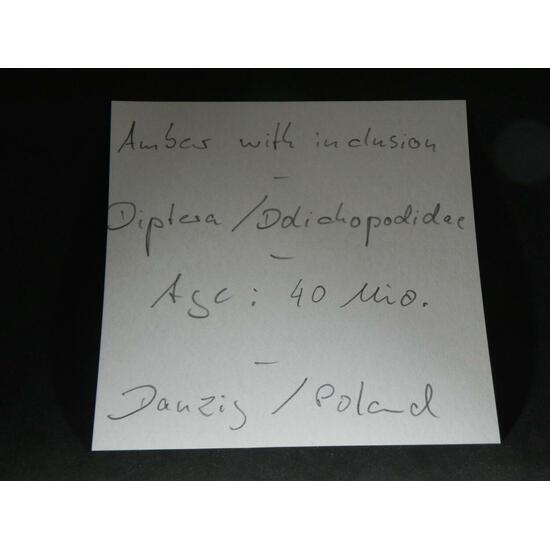 Amber with inclusion
-
Diptera / Dolichopodidae
-
Age: 40 Mio.
-
Danzig / Poland